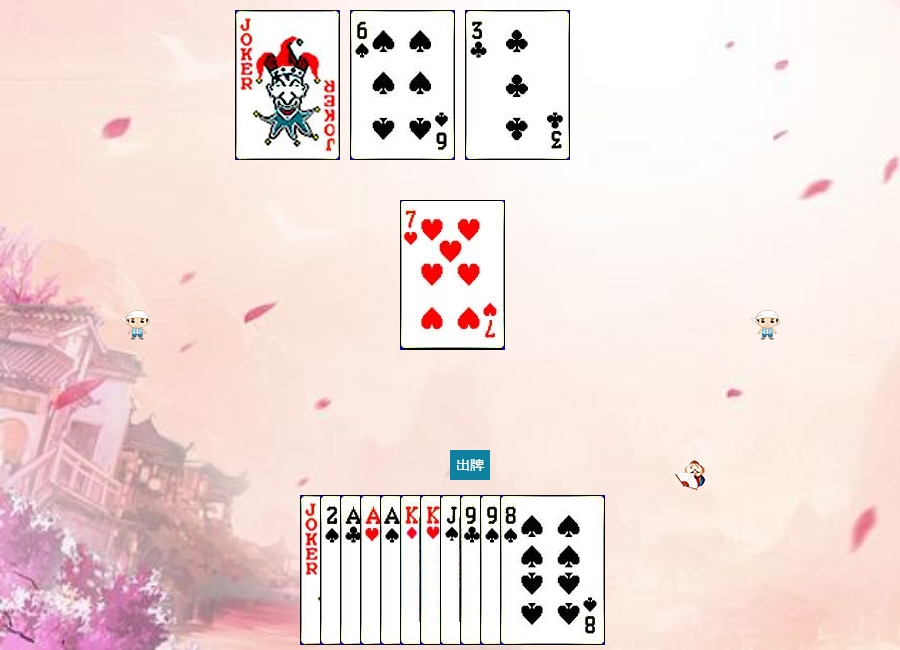 JOKER JOKER 6 6 3 3
7 7
出牌
JOKER 2 A A A K K J 9 9 8 8